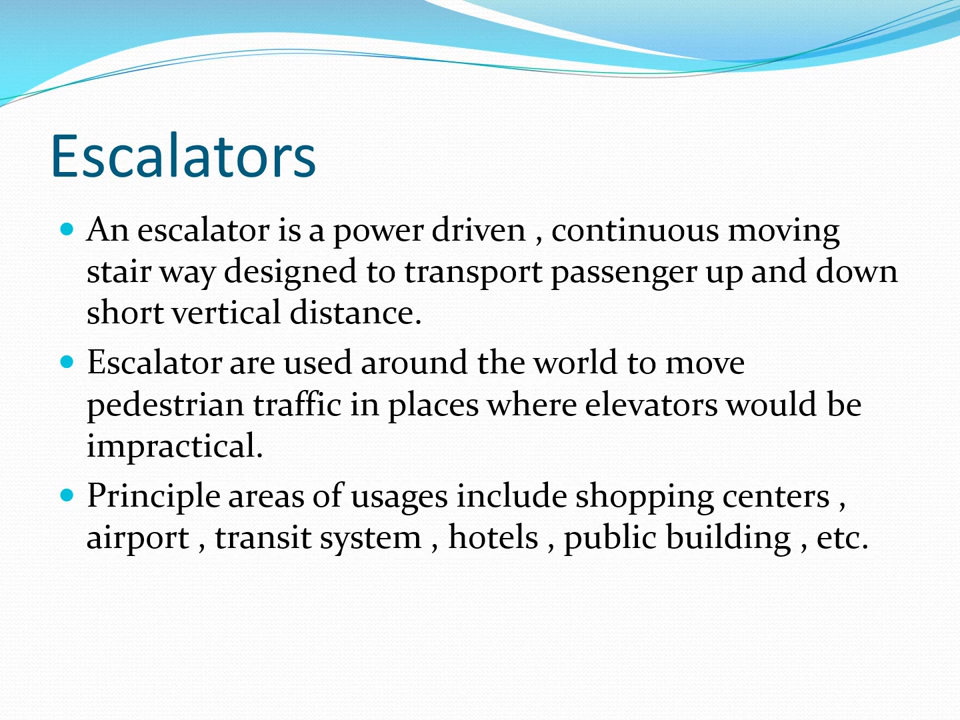 Escalators
An escalator is a power driven , continuous moving
stair way designed to transport passenger up and down
short vertical distance.
Escalator are used around the world to move
pedestrian traffic in places where elevators would be
impractical.
Principle areas of usages include shopping centers ,
airport , transit system , hotels , public building , etc.